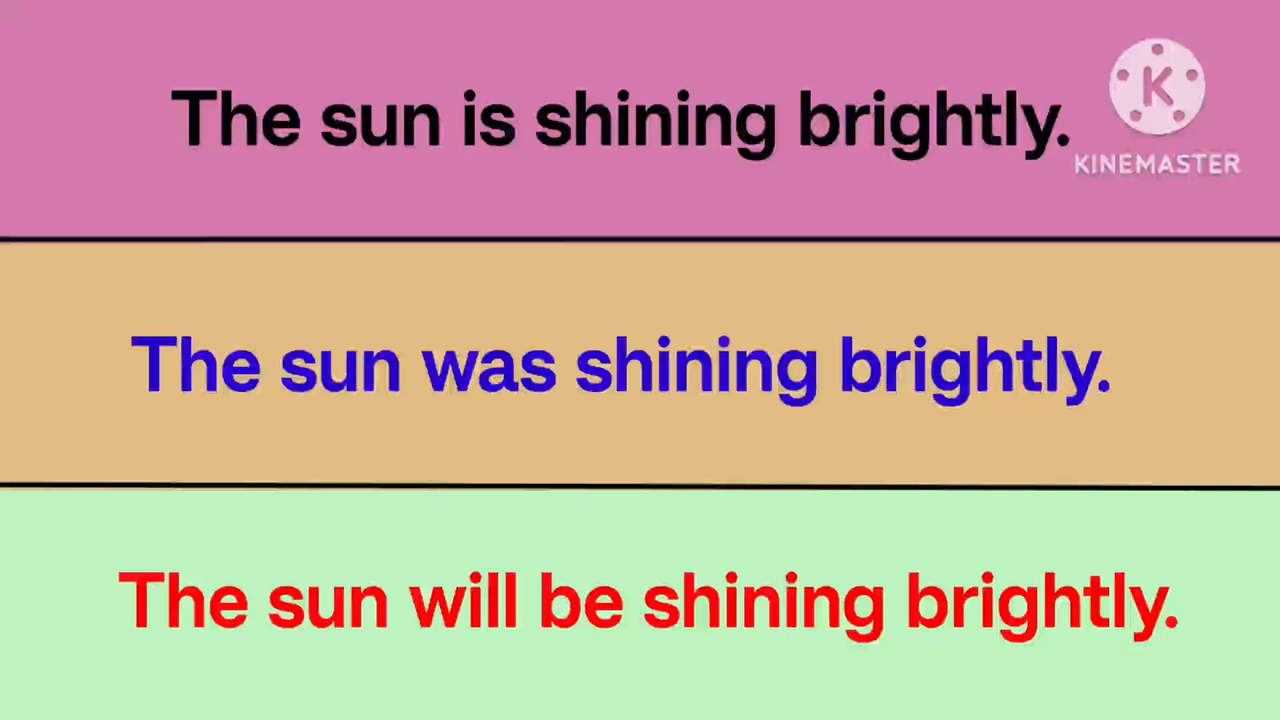 The sun is shining brightly.
K
KINEMASTER
The sun was shining brightly.
The sun will be shining brightly.